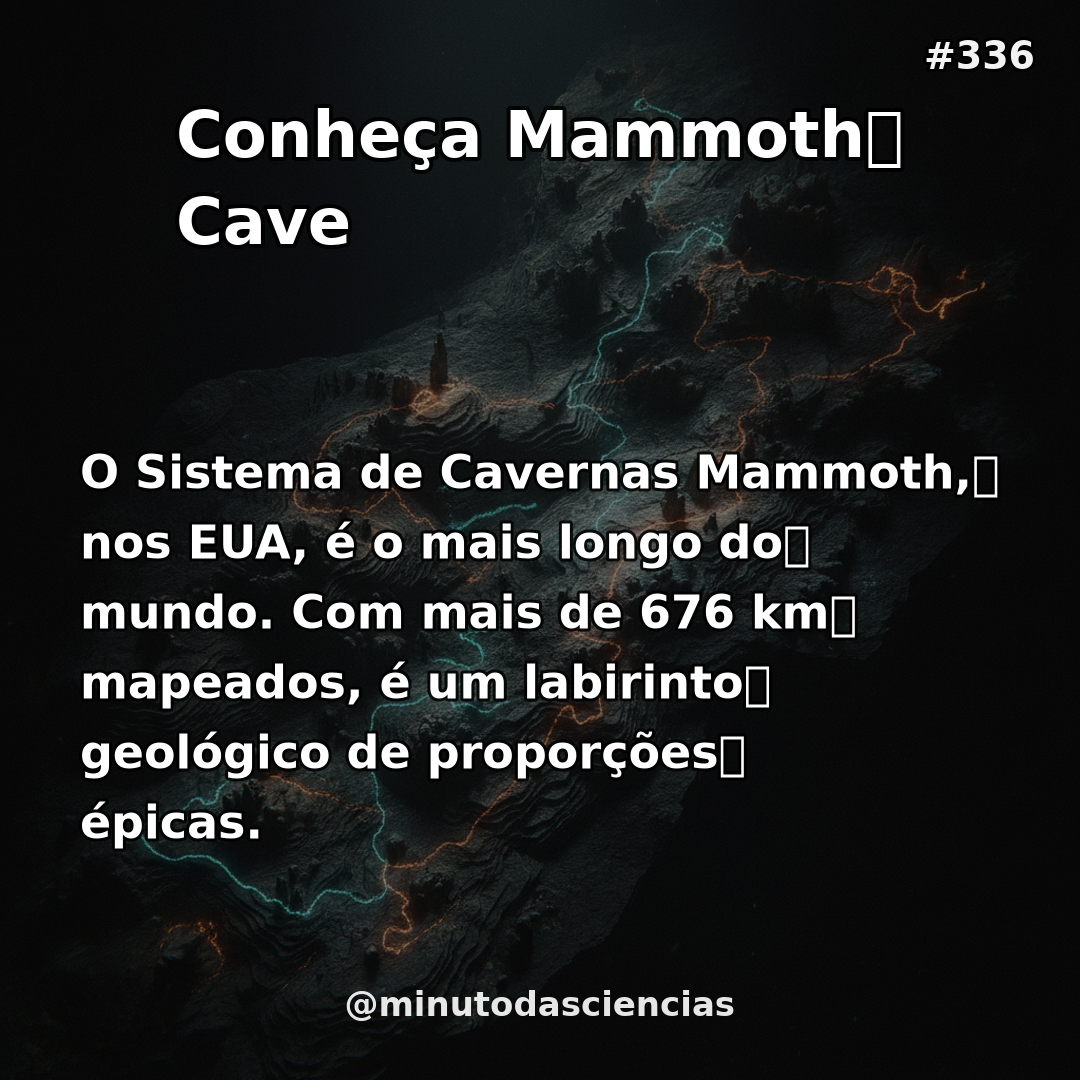 #336
Conheça Mammoth
Cave
O Sistema de Cavernas Mammoth,
nos EUA, é o mais longo do
mundo. Com mais de 676 km
mapeados, é um labirinto
geológico de proporções
épicas.
@minutodasciencias